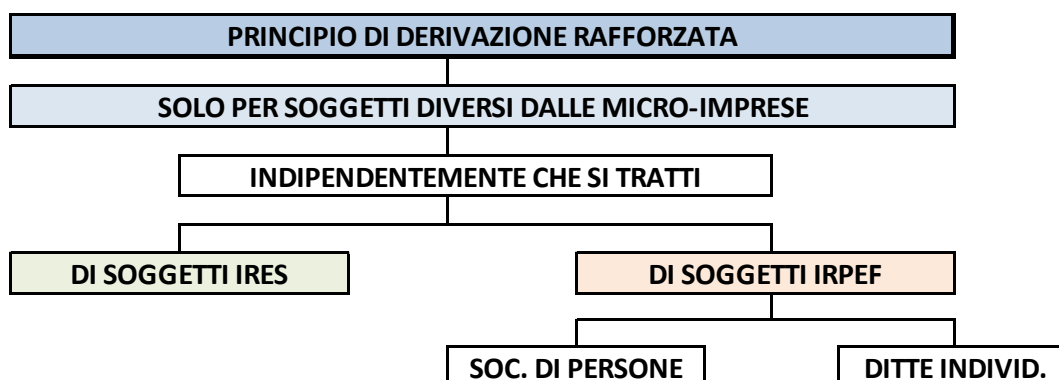 PRINCIPIO DI DERIVAZIONE RAFFORZATA
SOLO PER SOGGETTI DIVERSI DALLE MICRO-IMPRESE
INDIPENDENTEMENTE CHE SI TRATTI
DI SOGGETTI IRES
DI SOGGETTI IRPEF
SOC. DI PERSONE
DITTE INDIVID.